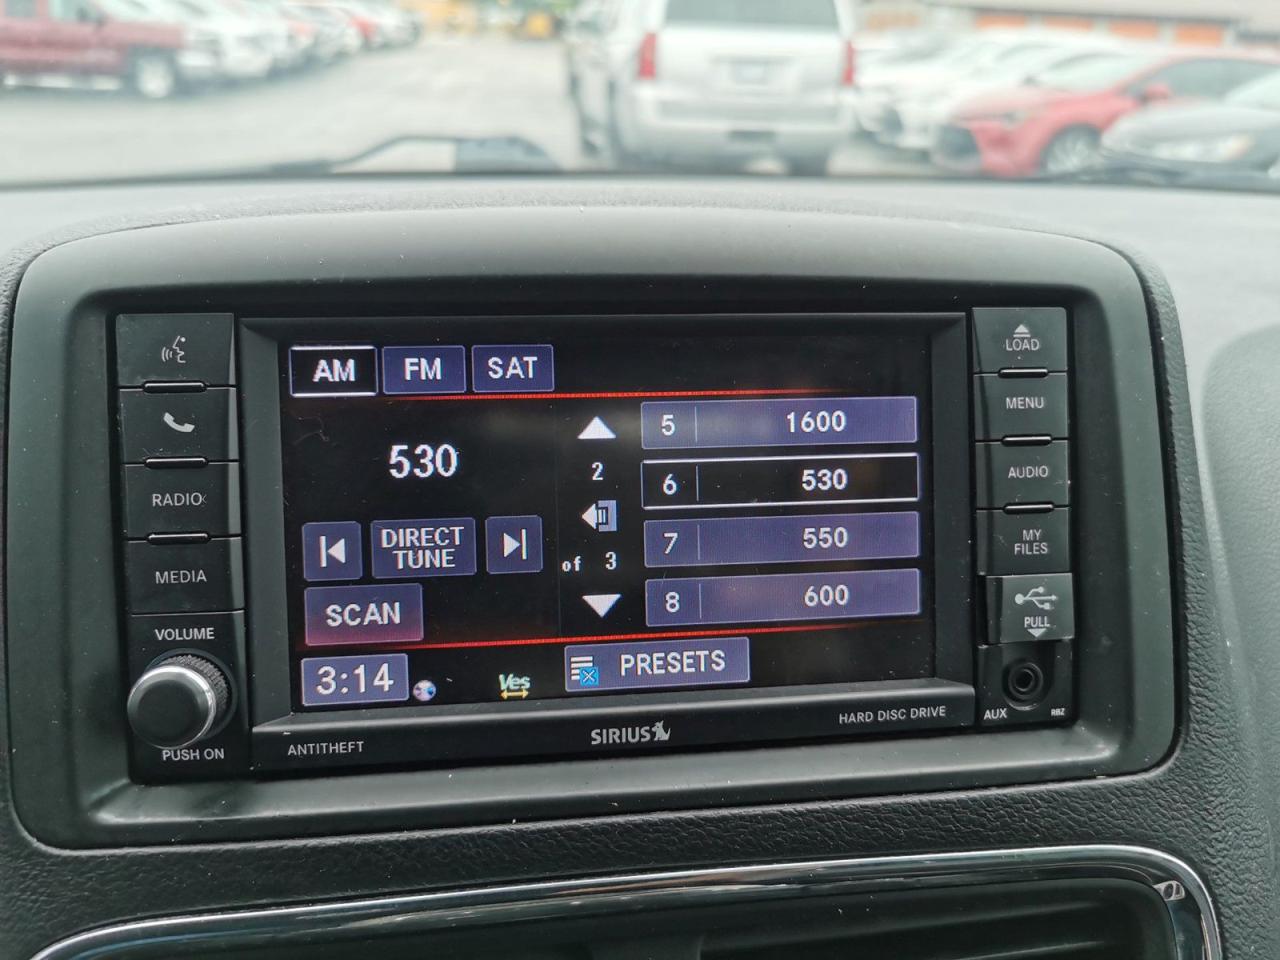 AM FM SAT
530
DIRECT
TUNE
SCAN
2
of 3
5 1600
6 530
7 550
8 600
3:14
Ves
PRESETS
RADIO
MEDIA
VOLUME
PUSH ON
LOAD
MENU
AUDIO
MY
FILES
PULL
AUX
RBZ
ANTITHEFT
SIRIUS
HARD DISC DRIVE